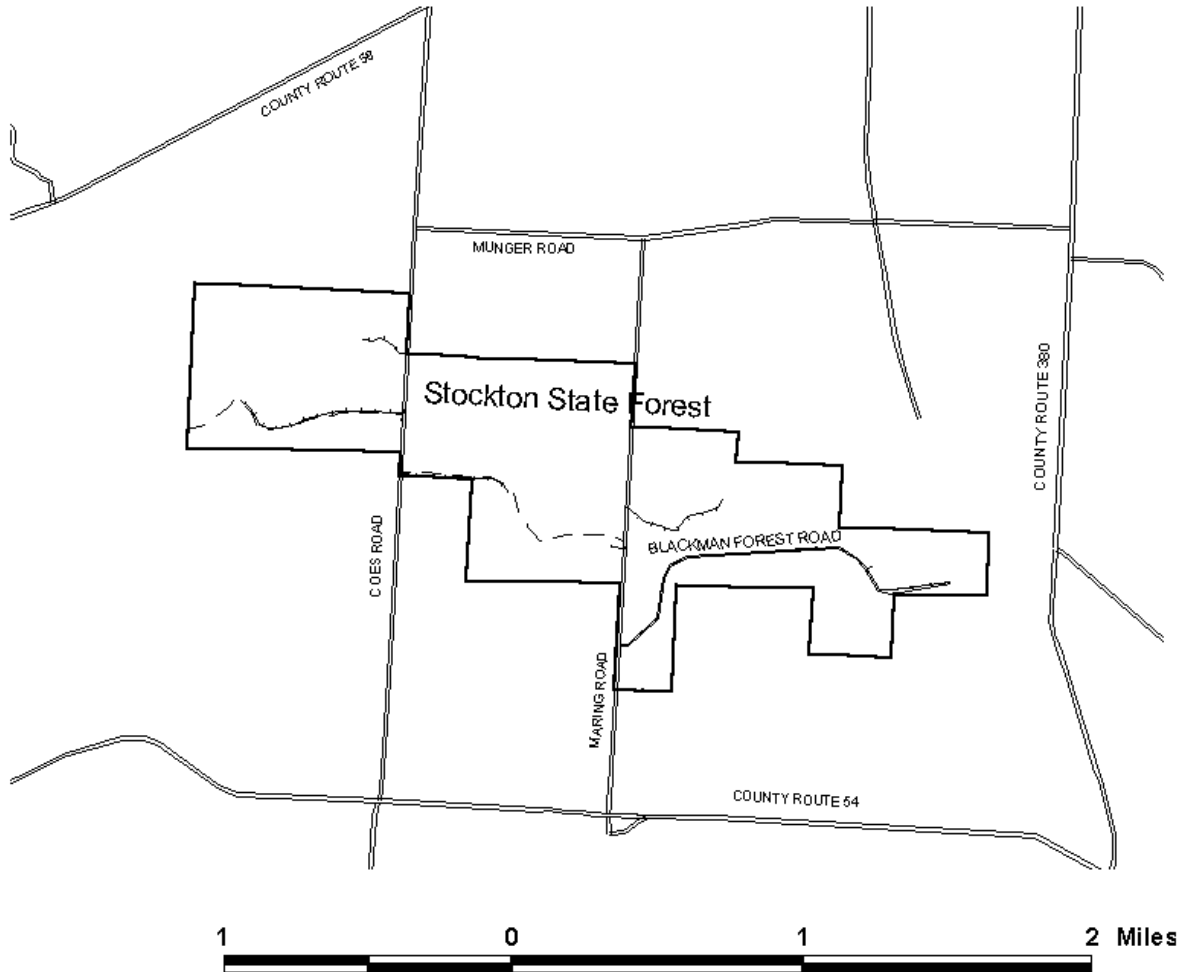 COUNTY ROUTE 58
MUNGER ROAD
COUNTY ROUTE 380
Stockton State Forest
BLACKMAN FOREST ROAD
COES ROAD
MARING ROAD
COUNTY ROUTE 54
1 0 1 2 Miles